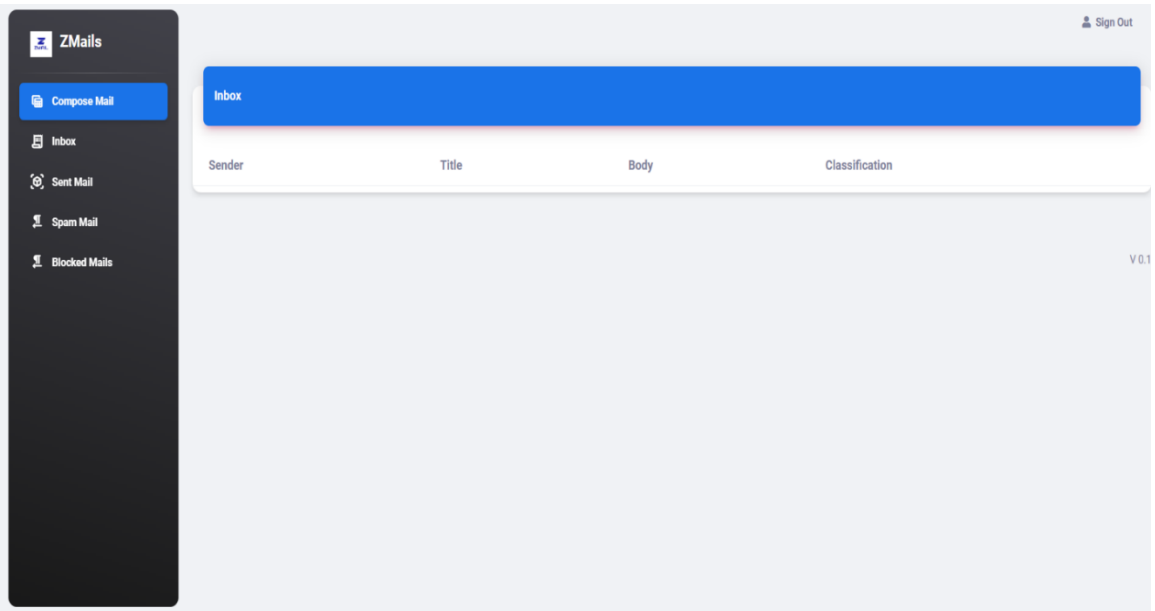 ZMails
Compose Mail
Inbox
Sent Mail
Spam Mail
Blocked Mails
Sign Out
Inbox
Sender Title Body Classification
V 0.1